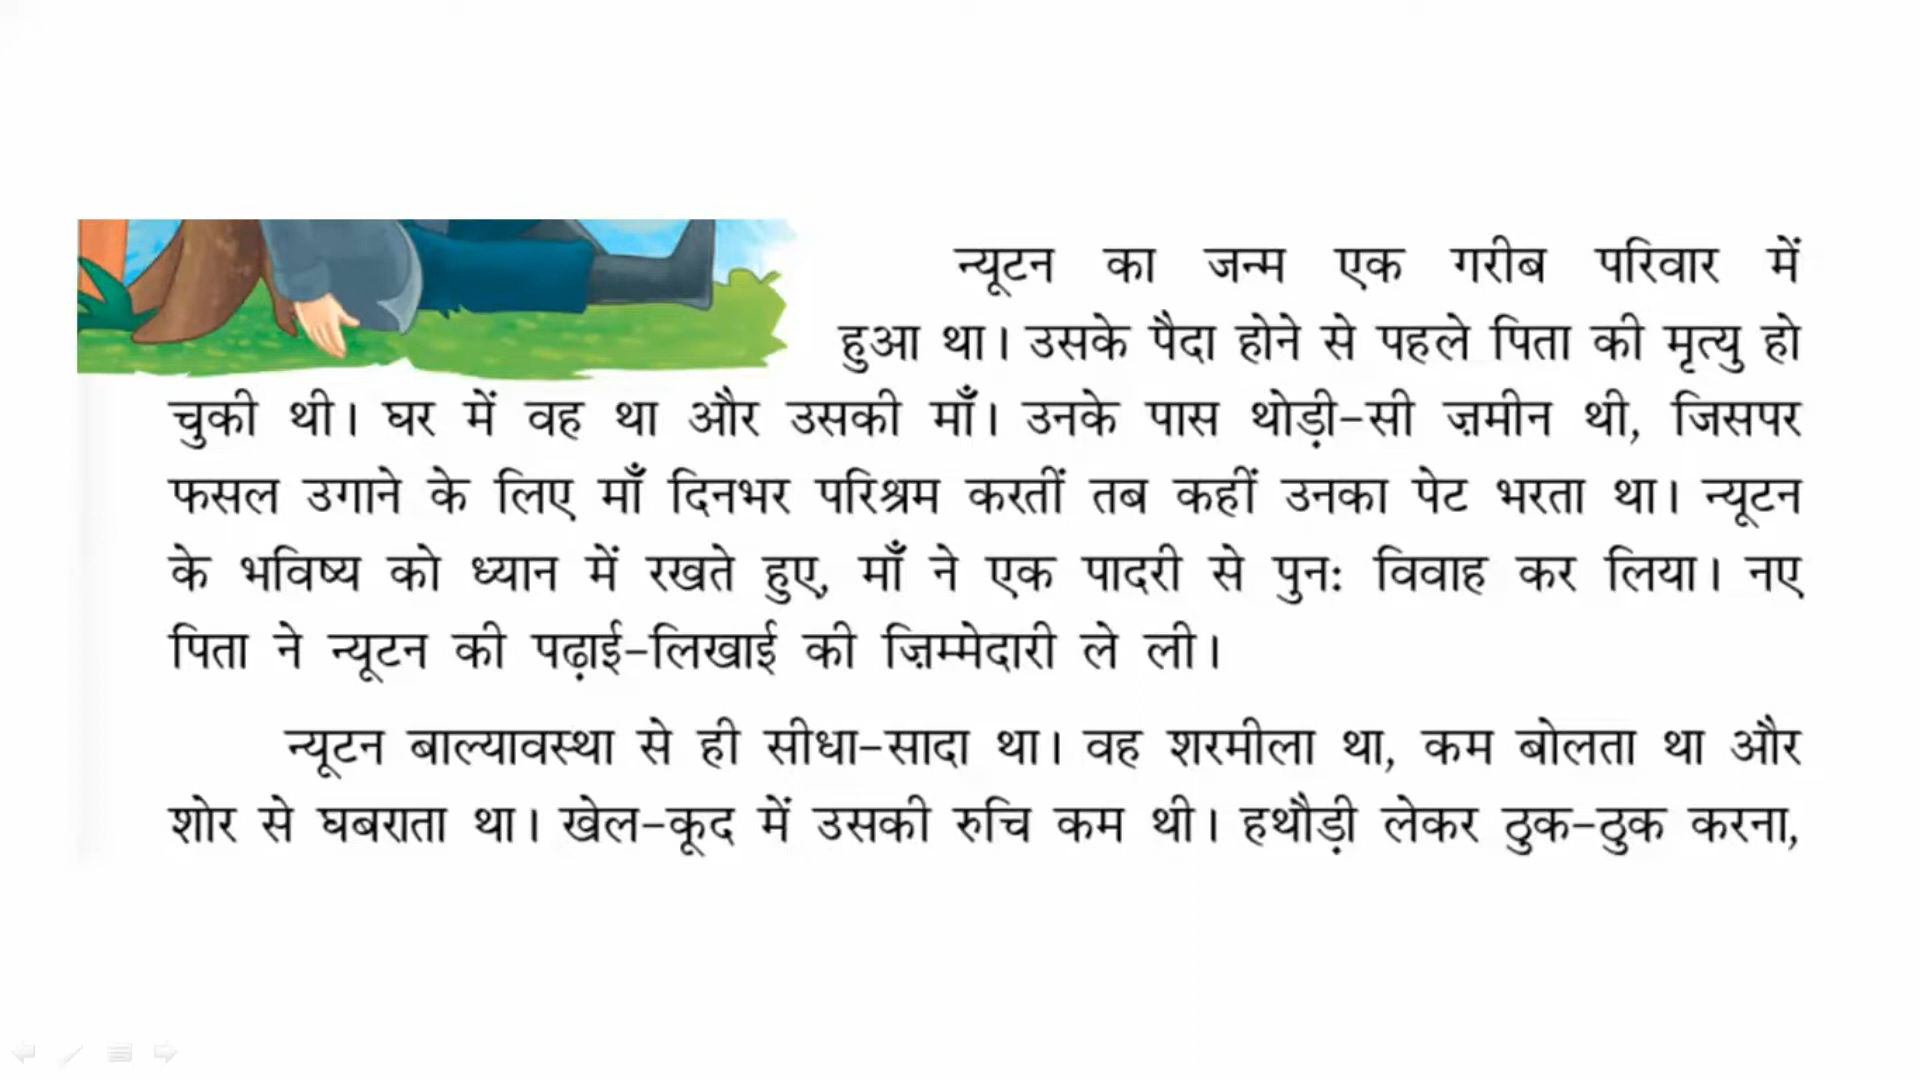 न्यूटन का जन्म एक गरीब परिवार में
हुआ था। उसके पैदा होने से पहले पिता की मृत्यु हो
चुकी थी। घर में वह था और उसकी माँ। उनके पास थोड़ी-सी ज़मीन थी, जिसपर
फसल उगाने के लिए माँ दिनभर परिश्रम करतीं तब कहीं उनका पेट भरता था। न्यूटन
के भविष्य को ध्यान में रखते हुए, माँ ने एक पादरी से पुनः विवाह कर लिया। नए
पिता ने न्यूटन की पढ़ाई-लिखाई की ज़िम्मेदारी ले ली।
न्यूटन बाल्यावस्था से ही सीधा-सादा था। वह शरमीला था, कम बोलता था और
शोर से घबराता था। खेल-कूद में उसकी रुचि कम थी। हथौड़ी लेकर ठुक-ठुक करना,